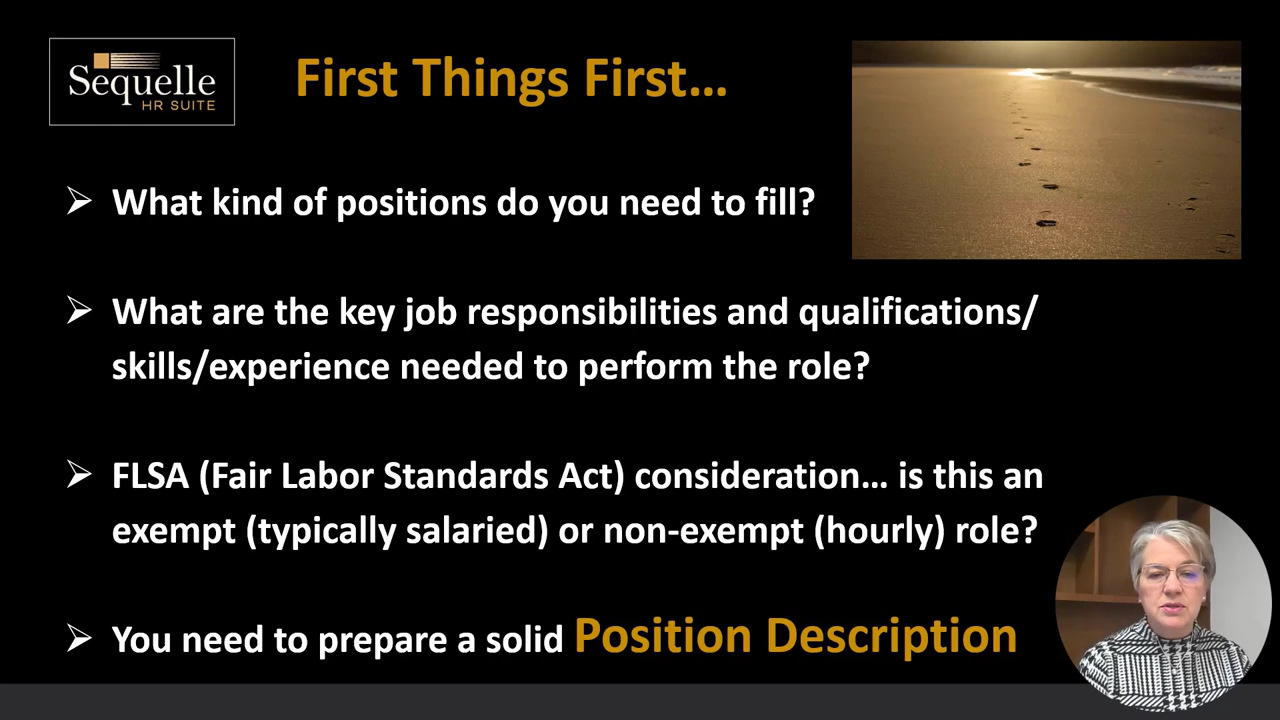 Sequelle
HR SUITE
First Things First...
What kind of positions do you need to fill?
What are the key job responsibilities and qualifications/
skills/experience needed to perform the role?
FLSA (Fair Labor Standards Act) consideration... is this an
exempt (typically salaried) or non-exempt (hourly) role?
You need to prepare a solid Position Description